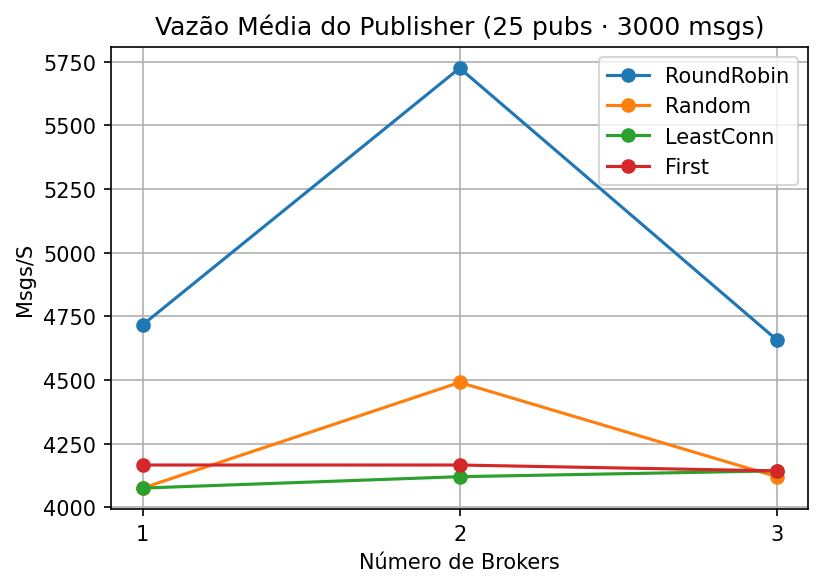 Vazão Média do Publisher (25 pubs · 3000 msgs)
5750
5500
5250
5000
4750
4500
4250
4000
Msgs/S
RoundRobin
Random
LeastConn
First
1
2
3
Número de Brokers